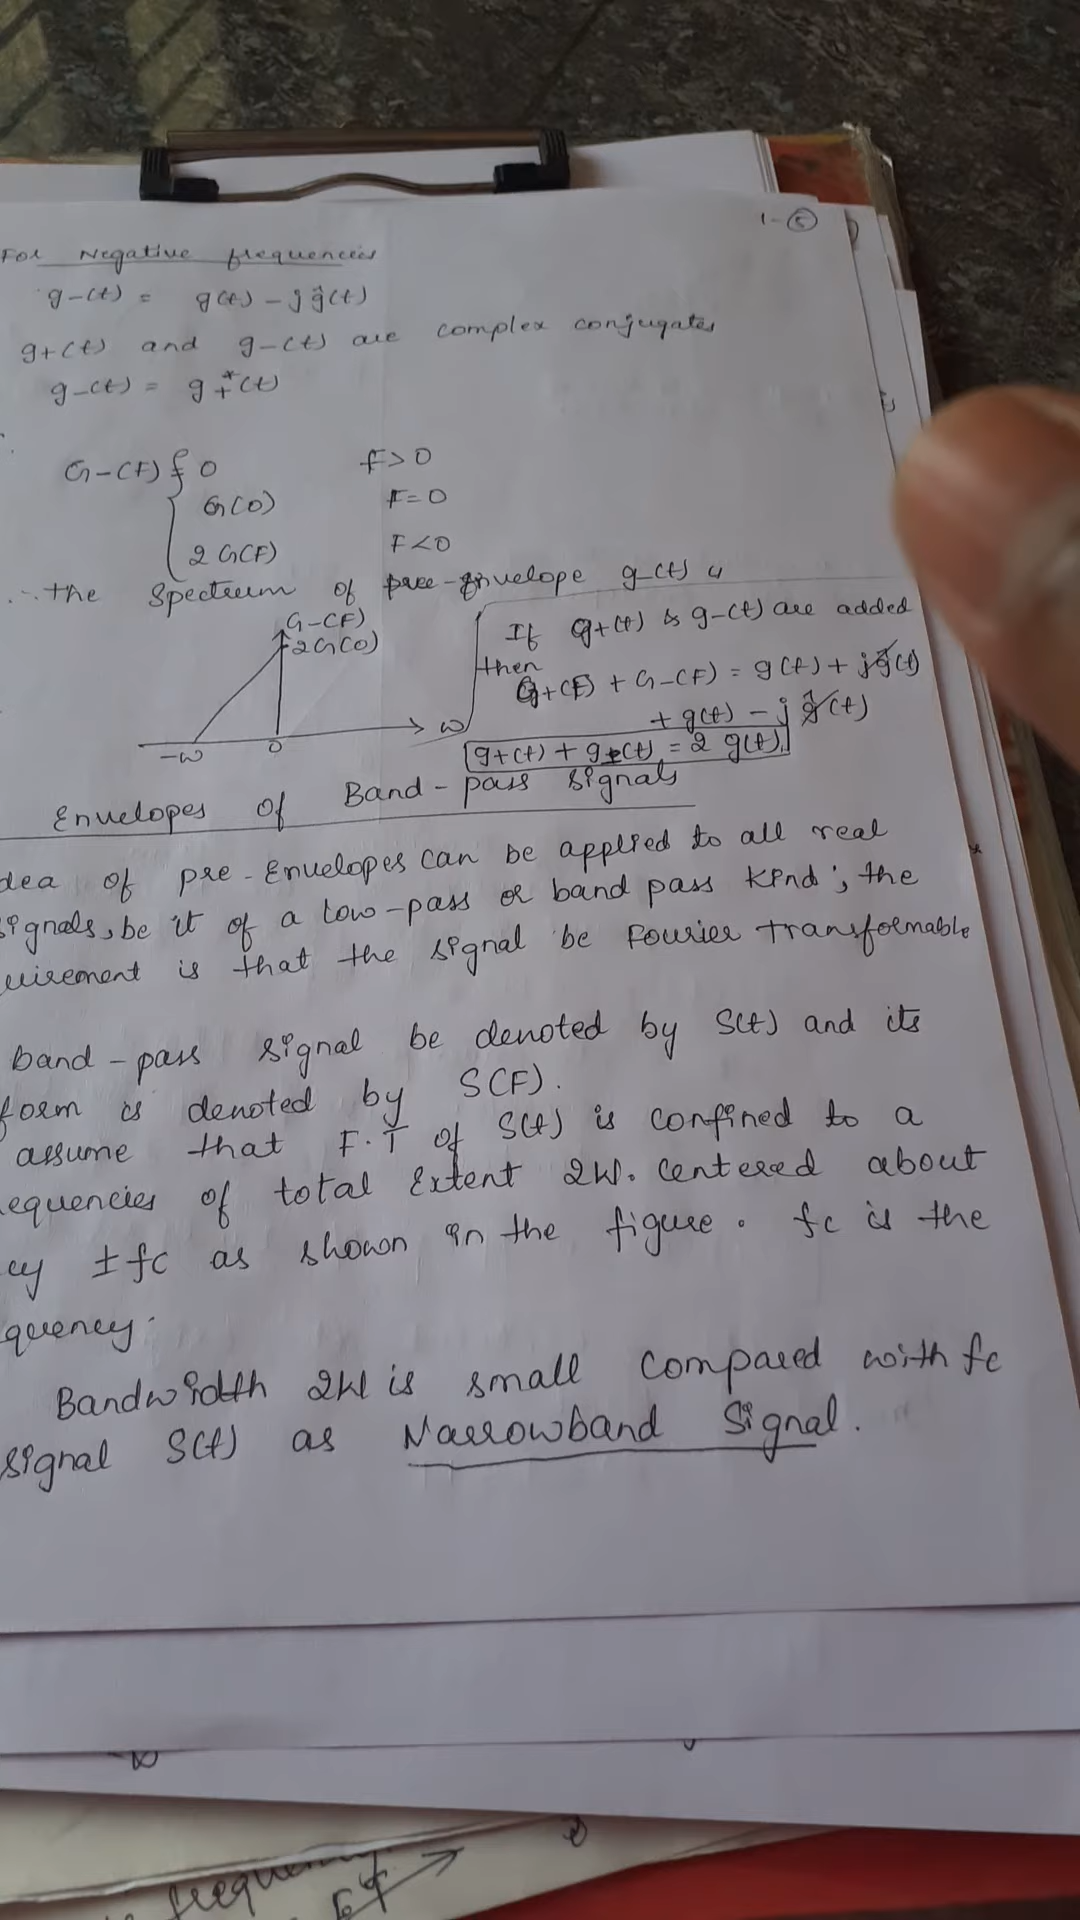 1-⑤
For Negative frequencies
g-(t) = g(t) - jĝ(t)
g+(t) and g-(t) are complex conjugates
g-(t) = g+*(t)
G-(F) { 0 f>0
G(0) F=0
2G(F) F<0
∴ the Spectrum of pre-envelope g-(t) is
G-(F)
2G(0)
-ω 0 ω
If g+(t) & g-(t) are added
then
G+(F) + G-(F) = g(t) + jĝ(t)
+ g(t) - jĝ(t)
g+(t) + g-(t) = 2 g(t)
Envelopes of Band-pass signals
dea of pre-Envelopes can be applied to all real
signals, be it of a low-pass or band pass kind; the
uirement is that the signal be Fourier transformable
band-pass signal be denoted by S(t) and its
form is denoted by S(F).
assume that F.T of S(t) is confined to a
equencies of total Extent 2W. centered about
cy ±fc as shown in the figure. fc is the
quency.
Bandwidth 2W is small compared with fc
signal S(t) as Narrowband Signal.
frequency